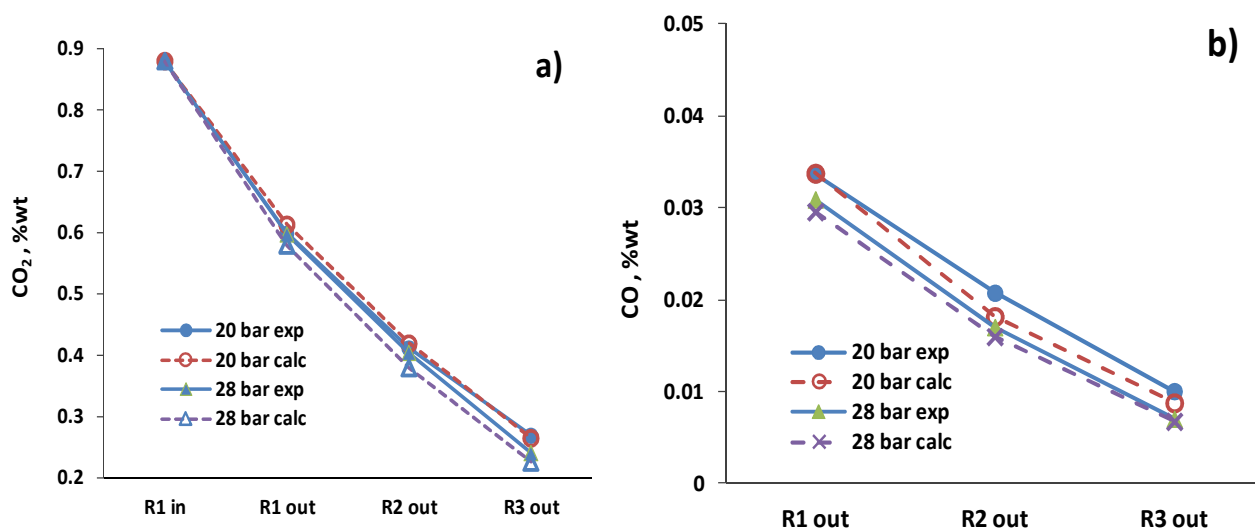 a)
CO₂, %wt
0.9
0.8
0.7
0.6
0.5
0.4
0.3
0.2
20 bar exp
20 bar calc
28 bar exp
28 bar calc
R1 in R1 out R2 out R3 out
b)
CO , %wt
0.05
0.04
0.03
0.02
0.01
0
20 bar exp
20 bar calc
28 bar exp
28 bar calc
R1 out R2 out R3 out